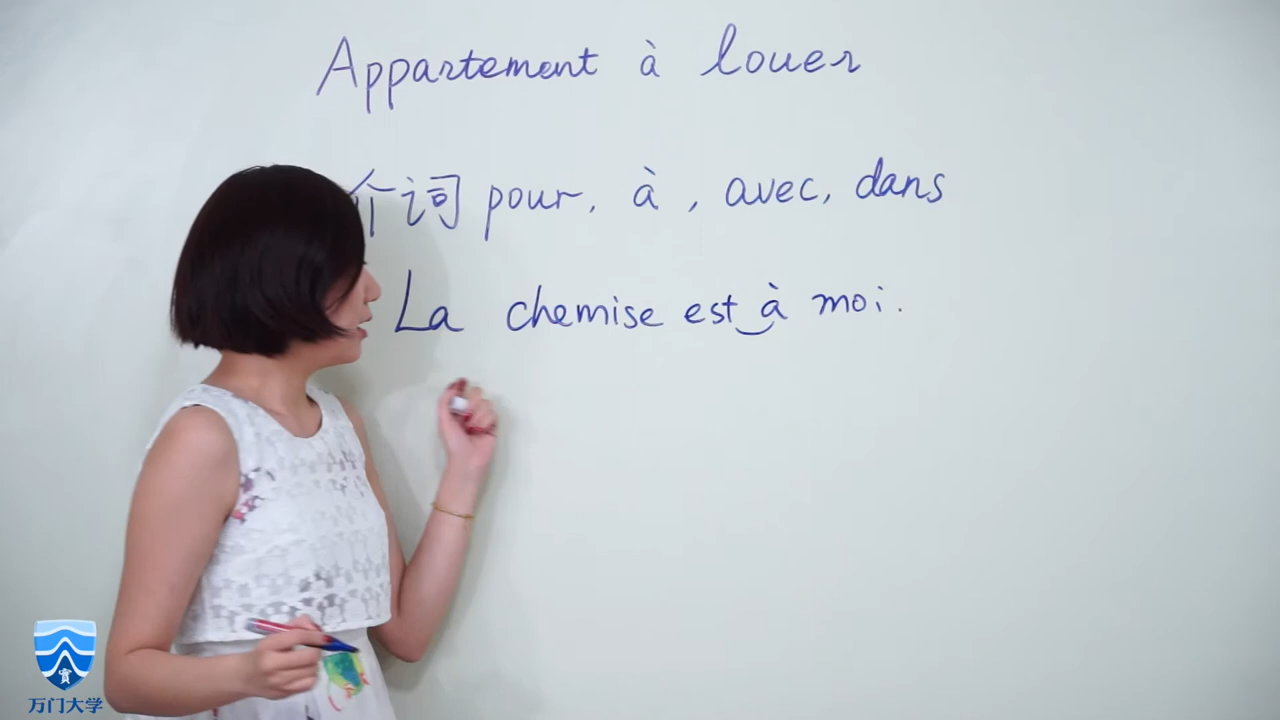 Appartement à louer
介词 pour, à, avec, dans
La chemise est à moi.
万门大学